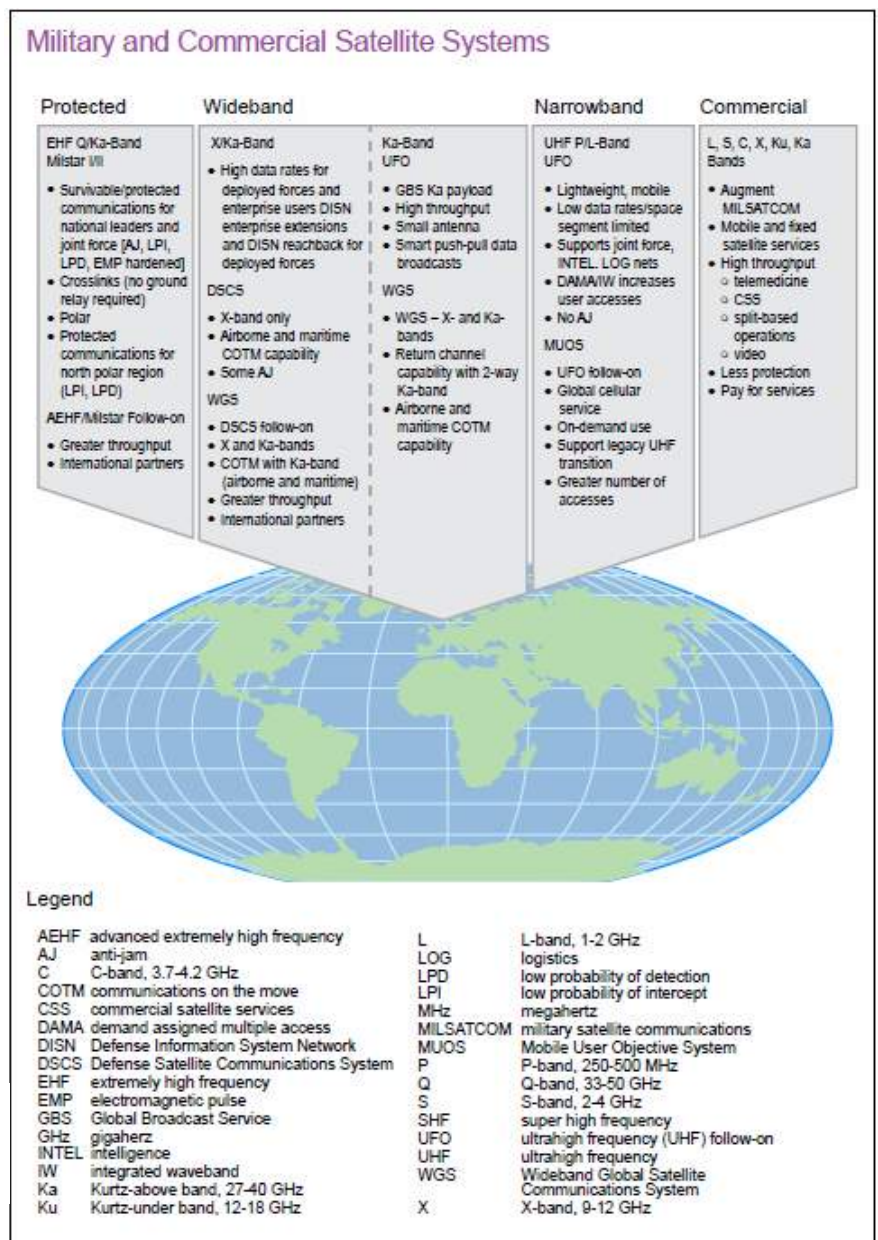 Military and Commercial Satellite Systems
Protected
EHF Q/Ka-Band
Milstar I/II
• Survivable/protected
communications for
national leaders and
joint force [AJ, LPI,
LPD, EMP hardened]
• Crosslinks (no ground
relay required)
• Polar
• Protected
communications for
north polar region
(LPI, LPD)
AEHF/Milstar Follow-on
• Greater throughput
• International partners
Wideband
X/Ka-Band
• High data rates for
deployed forces and
enterprise users DISN
enterprise extensions
and DISN reachback for
deployed forces
DSCS
• X-band only
• Airborne and maritime
COTM capability
• Some AJ
WGS
• DSCS follow-on
• X and Ka-bands
• COTM with Ka-band
(airborne and maritime)
• Greater throughput
• International partners
Ka-Band
UFO
• GBS Ka payload
• High throughput
• Small antenna
• Smart push-pull data
broadcasts
WGS
• WGS – X- and Ka-
bands
• Return channel
capability with 2-way
Ka-band
• Airborne and
maritime COTM
capability
Narrowband
UHF P/L-Band
UFO
• Lightweight, mobile
• Low data rates/space
segment limited
• Supports joint force,
INTEL. LOG nets
• DAMA/IW increases
user accesses
• No AJ
MUOS
• UFO follow-on
• Global cellular
service
• On-demand use
• Support legacy UHF
transition
• Greater number of
accesses
Commercial
L, S, C, X, Ku, Ka
Bands
• Augment
MILSATCOM
• Mobile and fixed
satellite services
• High throughput
○ telemedicine
○ CSS
○ split-based
operations
○ video
• Less protection
• Pay for services
Legend
AEHF advanced extremely high frequency
AJ anti-jam
C C-band, 3.7-4.2 GHz
COTM communications on the move
CSS commercial satellite services
DAMA demand assigned multiple access
DISN Defense Information System Network
DSCS Defense Satellite Communications System
EHF extremely high frequency
EMP electromagnetic pulse
GBS Global Broadcast Service
GHz gigaherz
INTEL intelligence
IW integrated waveband
Ka Kurtz-above band, 27-40 GHz
Ku Kurtz-under band, 12-18 GHz
L L-band, 1-2 GHz
LOG logistics
LPD low probability of detection
LPI low probability of intercept
MHz megahertz
MILSATCOM military satellite communications
MUOS Mobile User Objective System
P P-band, 250-500 MHz
Q Q-band, 33-50 GHz
S S-band, 2-4 GHz
SHF super high frequency
UFO ultrahigh frequency (UHF) follow-on
UHF ultrahigh frequency
WGS Wideband Global Satellite
Communications System
X X-band, 9-12 GHz